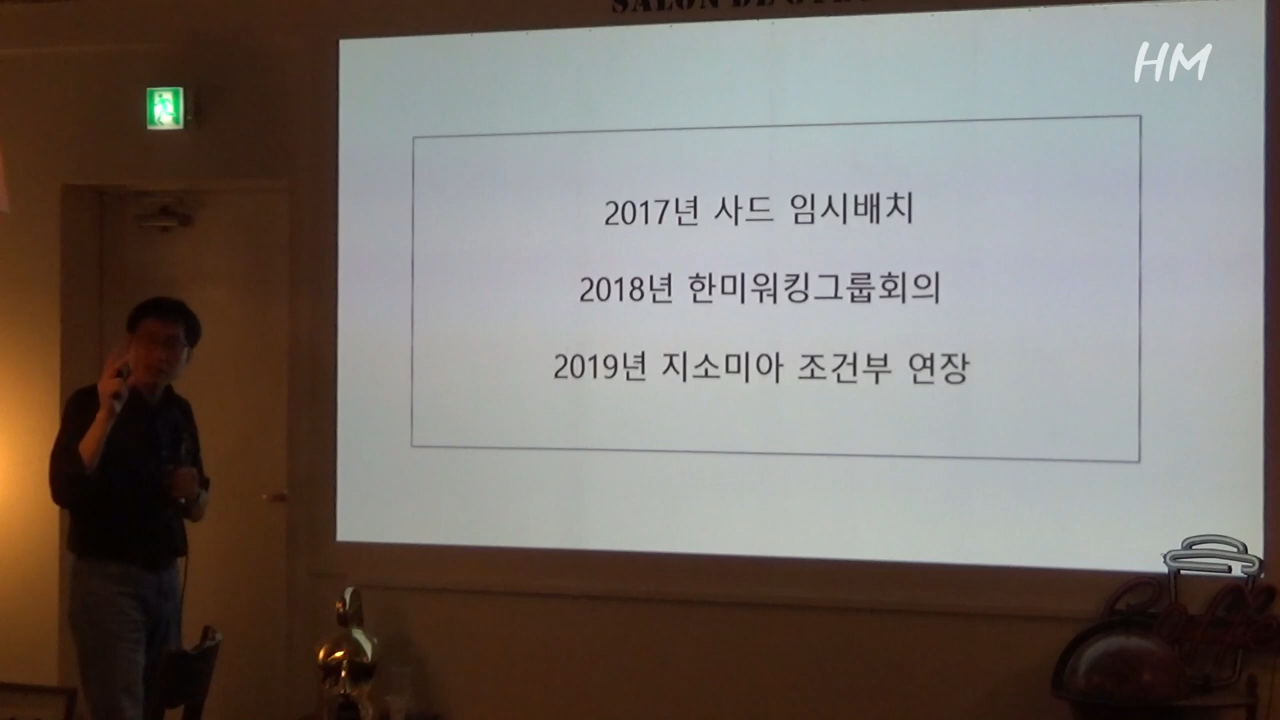 SALON DE
HM
2017년 사드 임시배치
2018년 한미워킹그룹회의
2019년 지소미아 조건부 연장